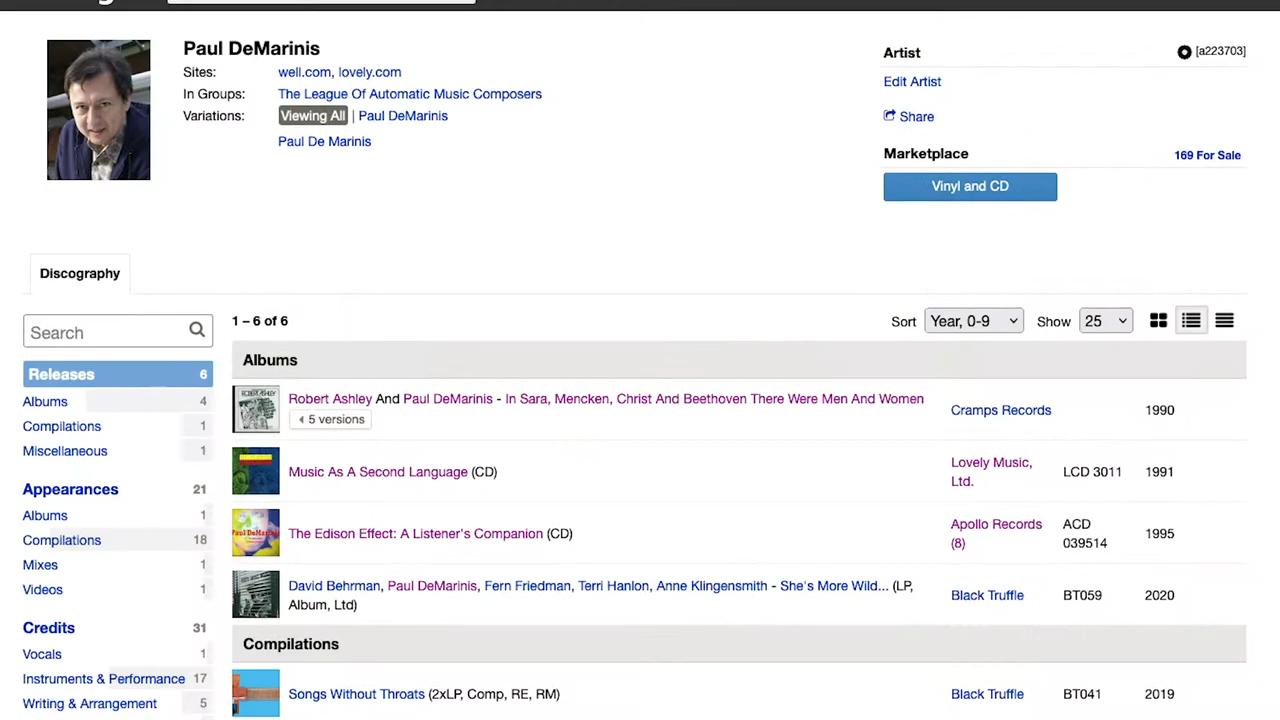 Paul DeMarinis
Sites: well.com, lovely.com
In Groups: The League Of Automatic Music Composers
Variations: Viewing All | Paul DeMarinis
Paul De Marinis
Artist [a223703]
Edit Artist
Share
Marketplace 169 For Sale
Vinyl and CD
Discography
Search
Releases 6
Albums 4
Compilations 1
Miscellaneous 1
Appearances 21
Albums 1
Compilations 18
Mixes 1
Videos 1
Credits 31
Vocals 1
Instruments & Performance 17
Writing & Arrangement 5
1 – 6 of 6
Sort Year, 0-9 Show 25
Albums
Robert Ashley And Paul DeMarinis - In Sara, Mencken, Christ And Beethoven There Were Men And Women Cramps Records 1990
5 versions
Music As A Second Language (CD) Lovely Music, LCD 3011 1991
Ltd.
The Edison Effect: A Listener's Companion (CD) Apollo Records ACD 1995
(8) 039514
David Behrman, Paul DeMarinis, Fern Friedman, Terri Hanlon, Anne Klingensmith - She's More Wild... (LP, Black Truffle BT059 2020
Album, Ltd)
Compilations
Songs Without Throats (2xLP, Comp, RE, RM) Black Truffle BT041 2019